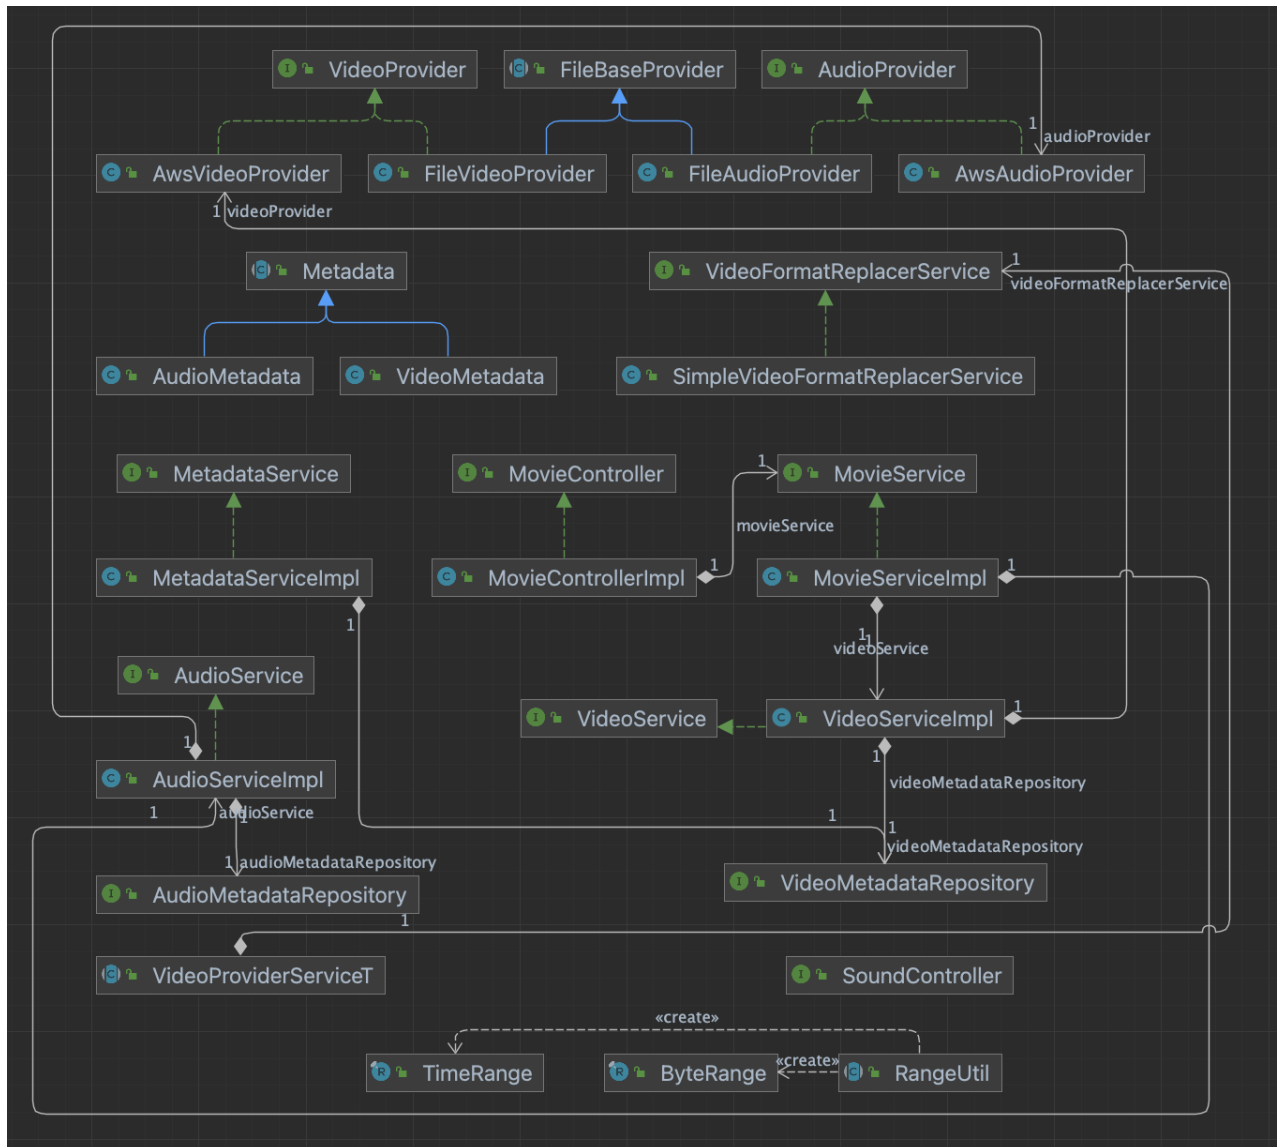 VideoProvider
FileBaseProvider
AudioProvider
1
audioProvider
AwsVideoProvider
FileVideoProvider
FileAudioProvider
AwsAudioProvider
1 videoProvider
Metadata
VideoFormatReplacerService
1
videoFormatReplacerService
AudioMetadata
VideoMetadata
SimpleVideoFormatReplacerService
MetadataService
MovieController
1
MovieService
movieService
MetadataServiceImpl
MovieControllerImpl
1
MovieServiceImpl
1
1
1
1
videoService
AudioService
VideoService
VideoServiceImpl
1
1
1
AudioServiceImpl
videoMetadataRepository
1
audioService
1
1
1
videoMetadataRepository
1
audioMetadataRepository
AudioMetadataRepository
VideoMetadataRepository
1
VideoProviderServiceT
SoundController
«create»
TimeRange
ByteRange
«create»
RangeUtil